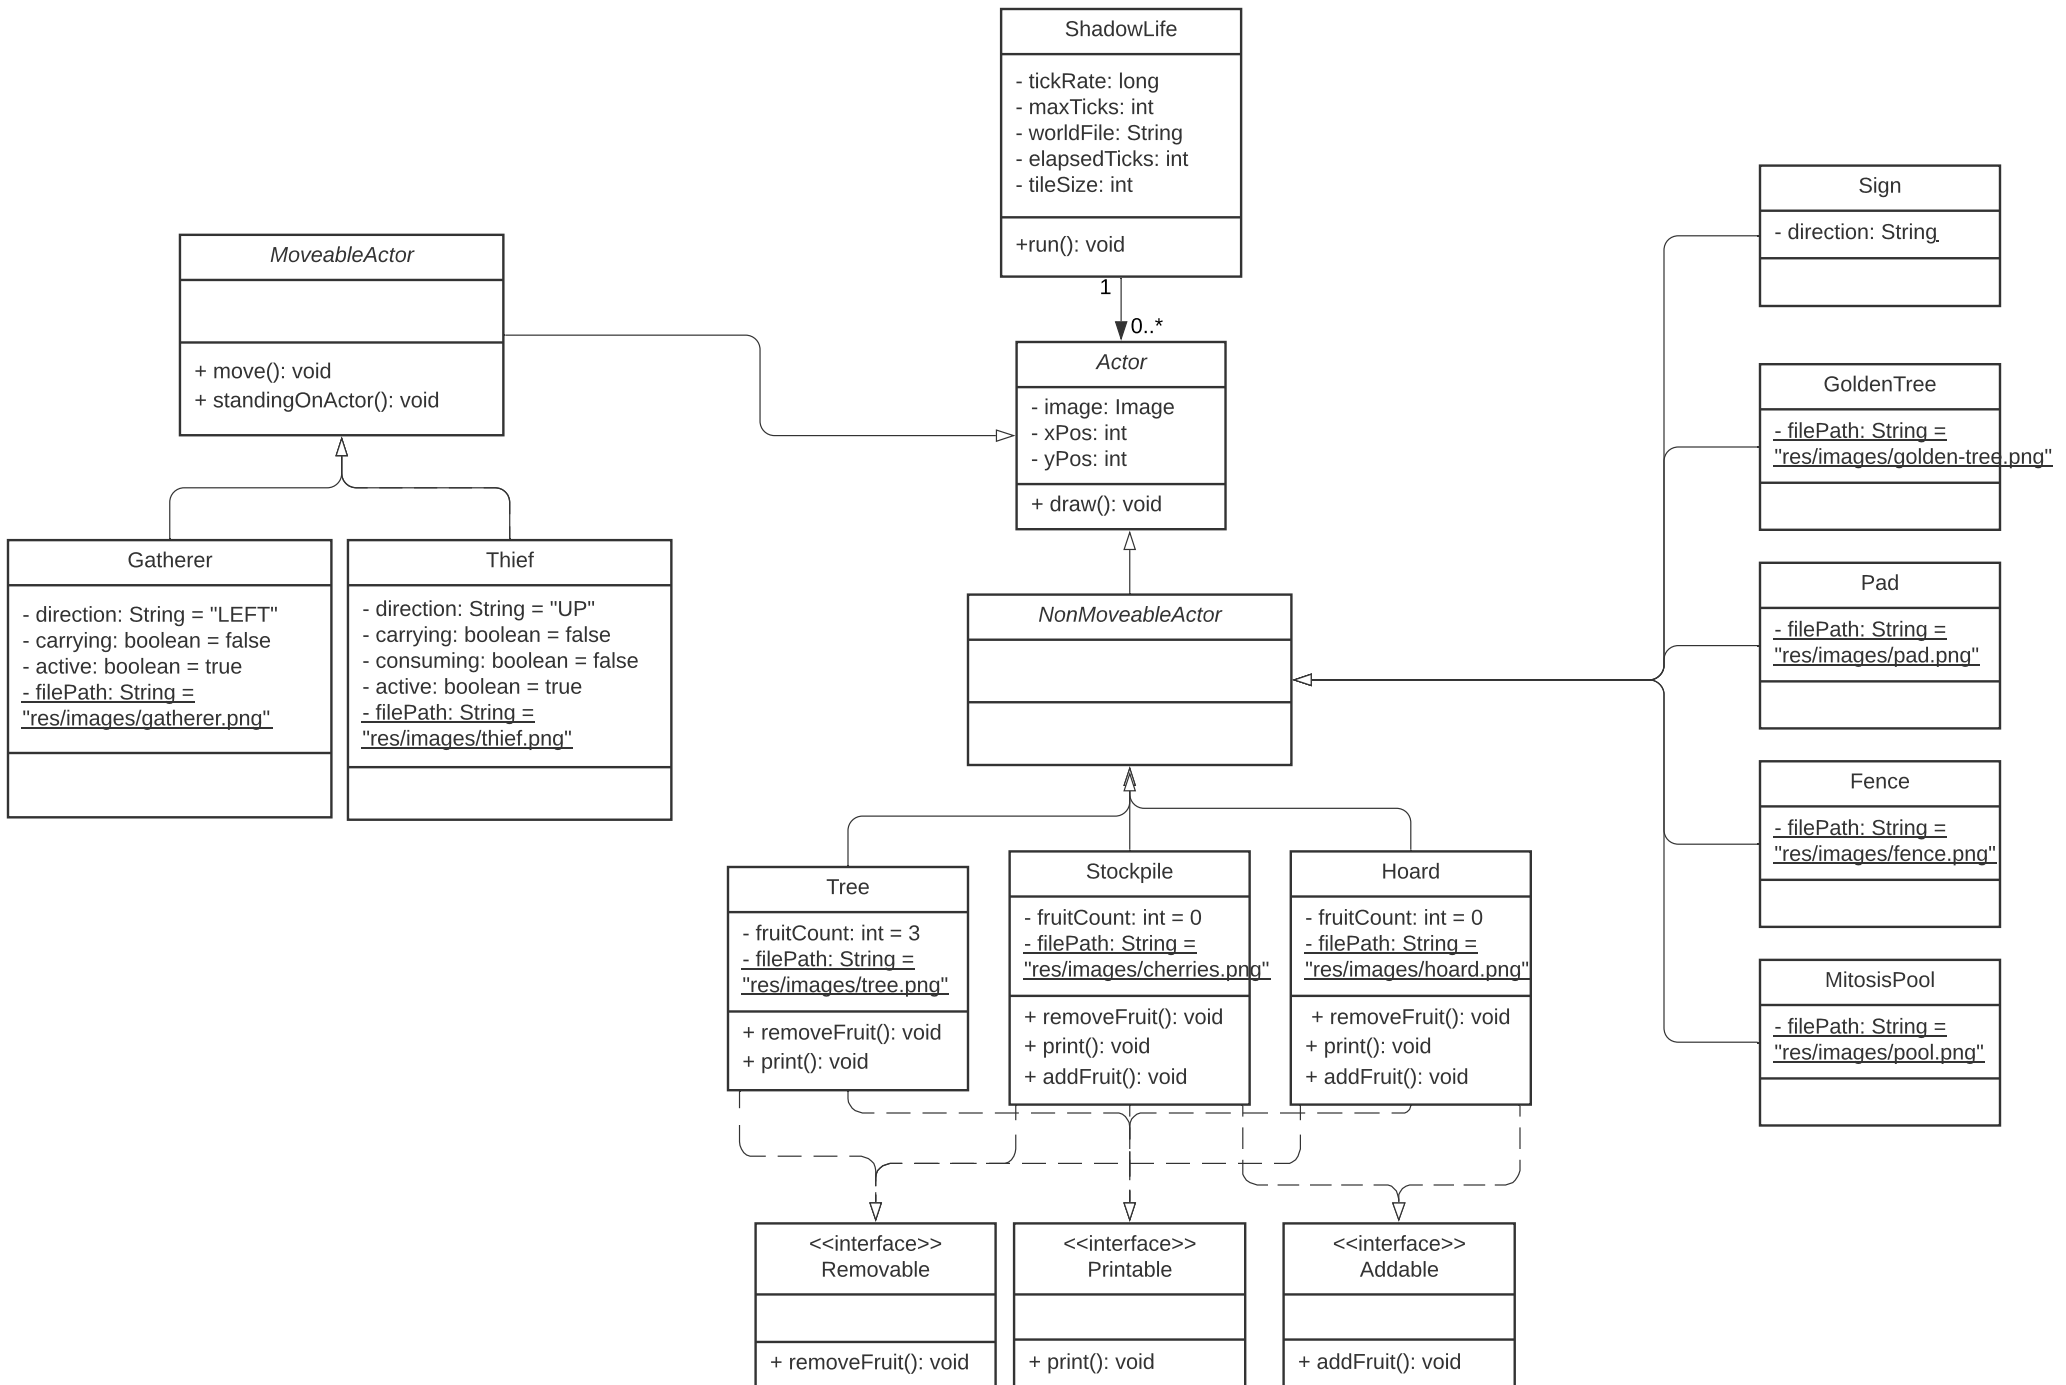 ShadowLife
- tickRate: long
- maxTicks: int
- worldFile: String
- elapsedTicks: int
- tileSize: int
+run(): void
1
0..*
MoveableActor
+ move(): void
+ standingOnActor(): void
Actor
- image: Image
- xPos: int
- yPos: int
+ draw(): void
Gatherer
- direction: String = "LEFT"
- carrying: boolean = false
- active: boolean = true
- filePath: String =
"res/images/gatherer.png"
Thief
- direction: String = "UP"
- carrying: boolean = false
- consuming: boolean = false
- active: boolean = true
- filePath: String =
"res/images/thief.png"
NonMoveableActor
Sign
- direction: String
GoldenTree
- filePath: String =
"res/images/golden-tree.png"
Pad
- filePath: String =
"res/images/pad.png"
Fence
- filePath: String =
"res/images/fence.png"
MitosisPool
- filePath: String =
"res/images/pool.png"
Tree
- fruitCount: int = 3
- filePath: String =
"res/images/tree.png"
+ removeFruit(): void
+ print(): void
Stockpile
- fruitCount: int = 0
- filePath: String =
"res/images/cherries.png"
+ removeFruit(): void
+ print(): void
+ addFruit(): void
Hoard
- fruitCount: int = 0
- filePath: String =
"res/images/hoard.png"
+ removeFruit(): void
+ print(): void
+ addFruit(): void
<<interface>>
Removable
+ removeFruit(): void
<<interface>>
Printable
+ print(): void
<<interface>>
Addable
+ addFruit(): void